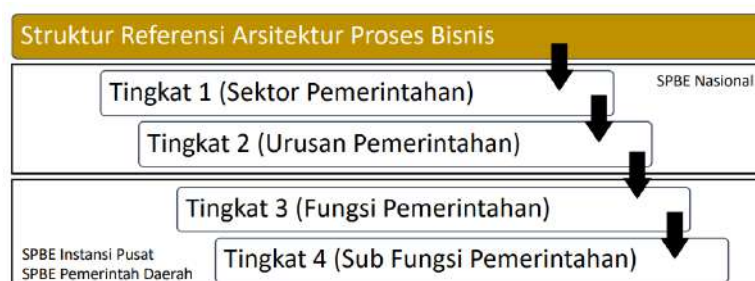 Struktur Referensi Arsitektur Proses Bisnis
Tingkat 1 (Sektor Pemerintahan)
SPBE Nasional
Tingkat 2 (Urusan Pemerintahan)
Tingkat 3 (Fungsi Pemerintahan)
Tingkat 4 (Sub Fungsi Pemerintahan)
SPBE Instansi Pusat
SPBE Pemerintah Daerah